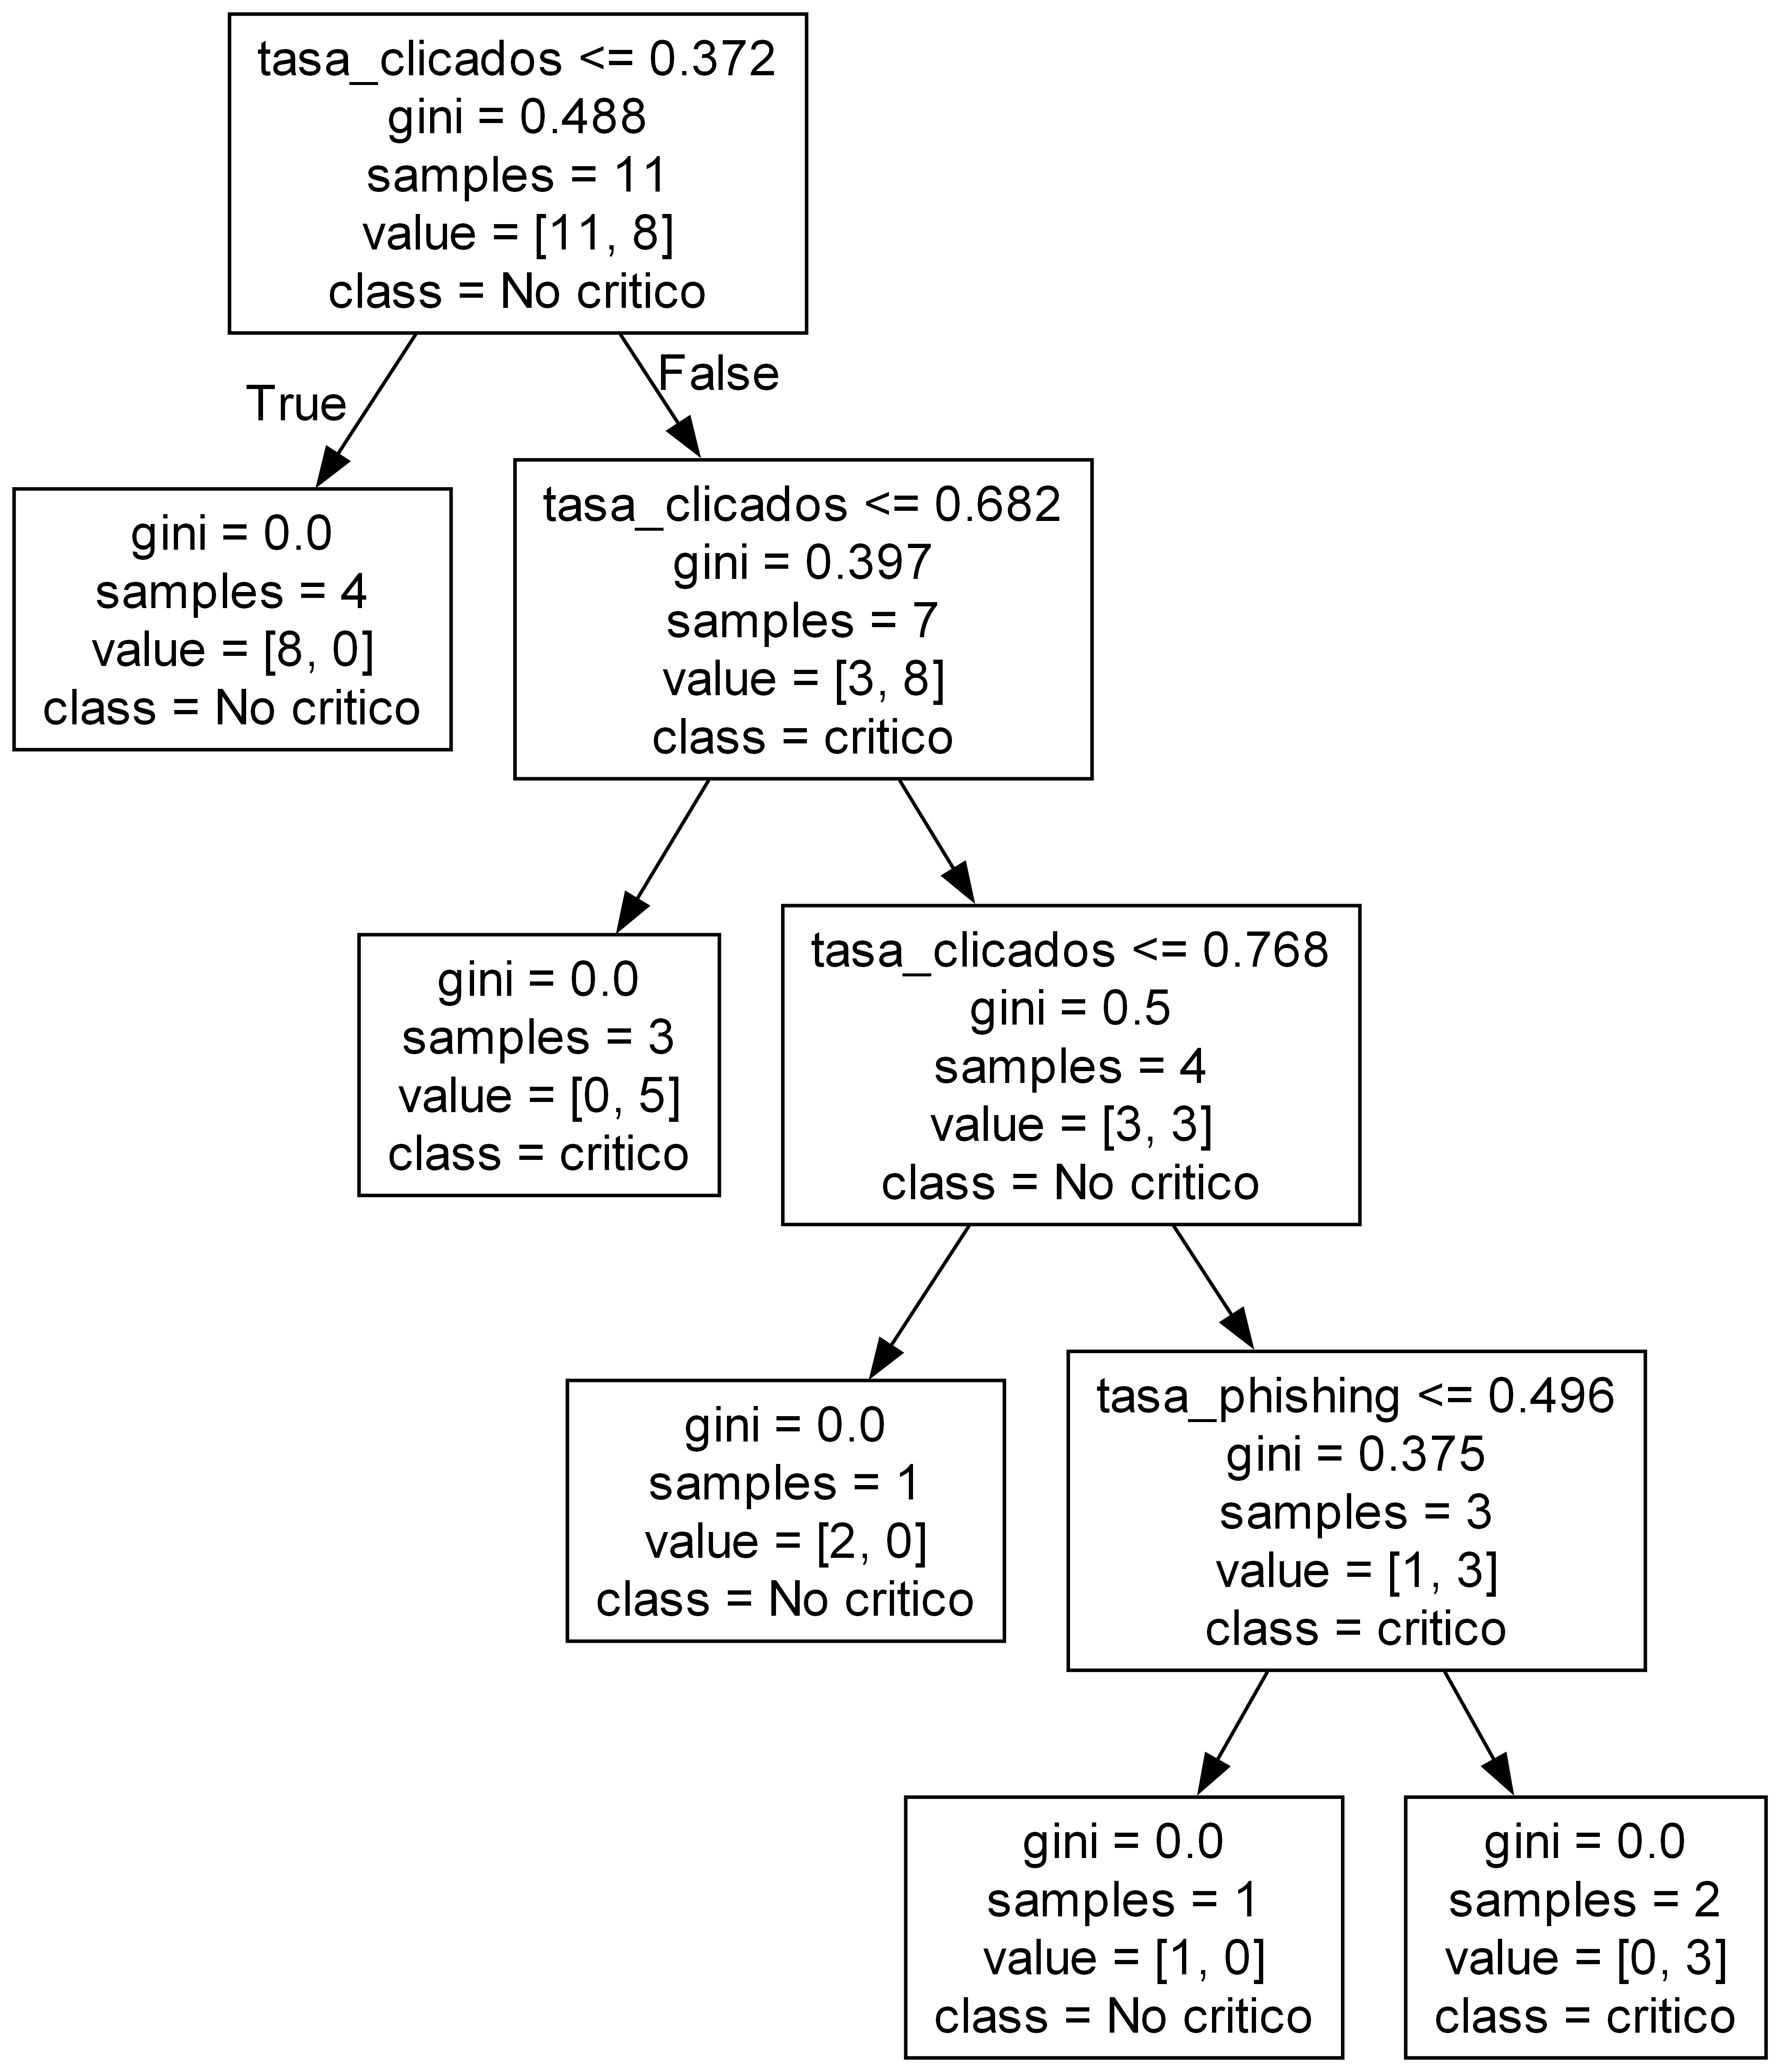 tasa_clicados <= 0.372
gini = 0.488
samples = 11
value = [11, 8]
class = No critico
True
False
gini = 0.0
samples = 4
value = [8, 0]
class = No critico
tasa_clicados <= 0.682
gini = 0.397
samples = 7
value = [3, 8]
class = critico
gini = 0.0
samples = 3
value = [0, 5]
class = critico
tasa_clicados <= 0.768
gini = 0.5
samples = 4
value = [3, 3]
class = No critico
gini = 0.0
samples = 1
value = [2, 0]
class = No critico
tasa_phishing <= 0.496
gini = 0.375
samples = 3
value = [1, 3]
class = critico
gini = 0.0
samples = 1
value = [1, 0]
class = No critico
gini = 0.0
samples = 2
value = [0, 3]
class = critico